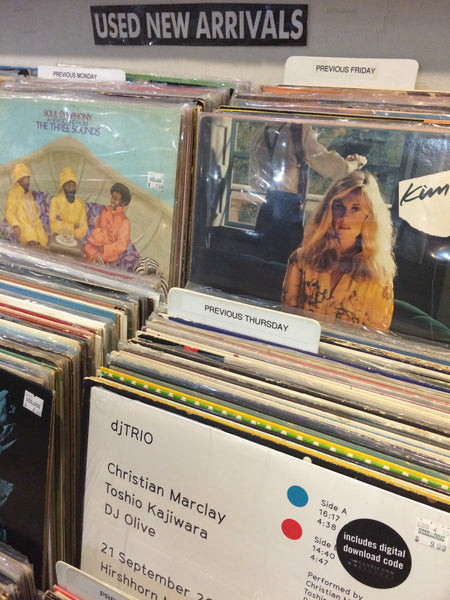 USED NEW ARRIVALS
PREVIOUS MONDAY
PREVIOUS FRIDAY
SOUL SYMPHONY
THE THREE SOUNDS
Kim
PREVIOUS THURSDAY
djTRIO
Christian Marclay
Toshio Kajiwara
DJ Olive
21 September
Hirshhorn
Side A
16:17
4:38
Side
14:40
4:47
Performed by
Christian
Toshio
includes digital
download code
$ 9.99